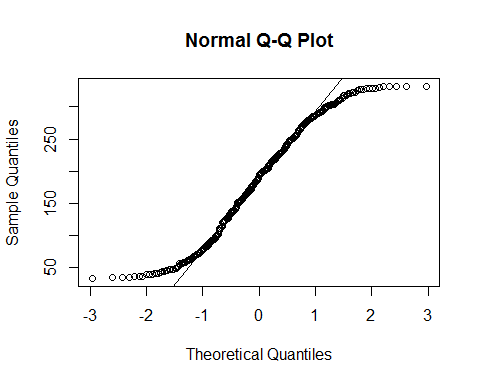 Normal Q-Q Plot
250
150
50
Sample Quantiles
-3 -2 -1 0 1 2 3
Theoretical Quantiles